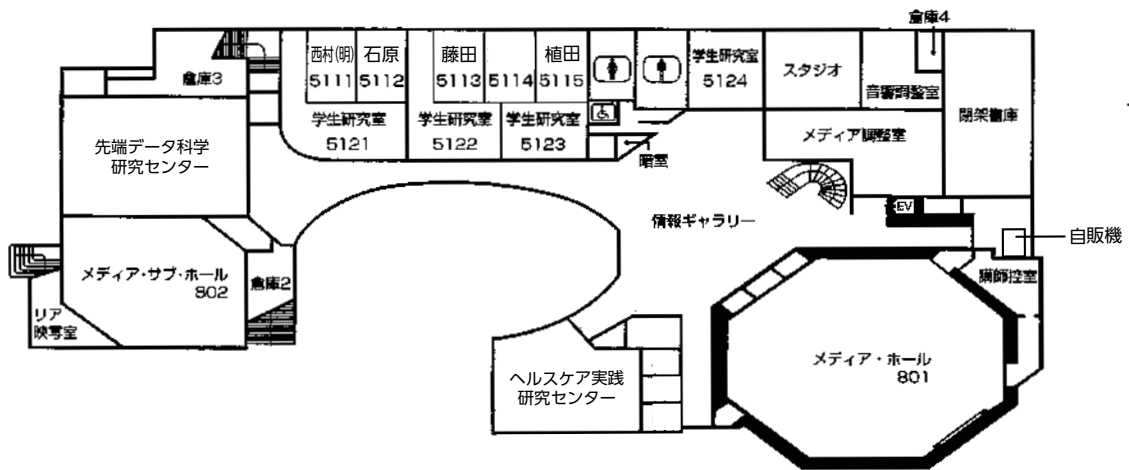 倉庫4
西村(明)
5111
石原
5112
藤田
5113
5114
植田
5115
学生研究室
5124
スタジオ
音響調整室
閉架書庫
倉庫3
学生研究室
5121
学生研究室
5122
学生研究室
5123
メディア調整室
暗室
先端データ科学
研究センター
情報ギャラリー
EV
自販機
講師控室
メディア・サブ・ホール
802
倉庫2
リア
映写室
ヘルスケア実践
研究センター
メディア・ホール
801